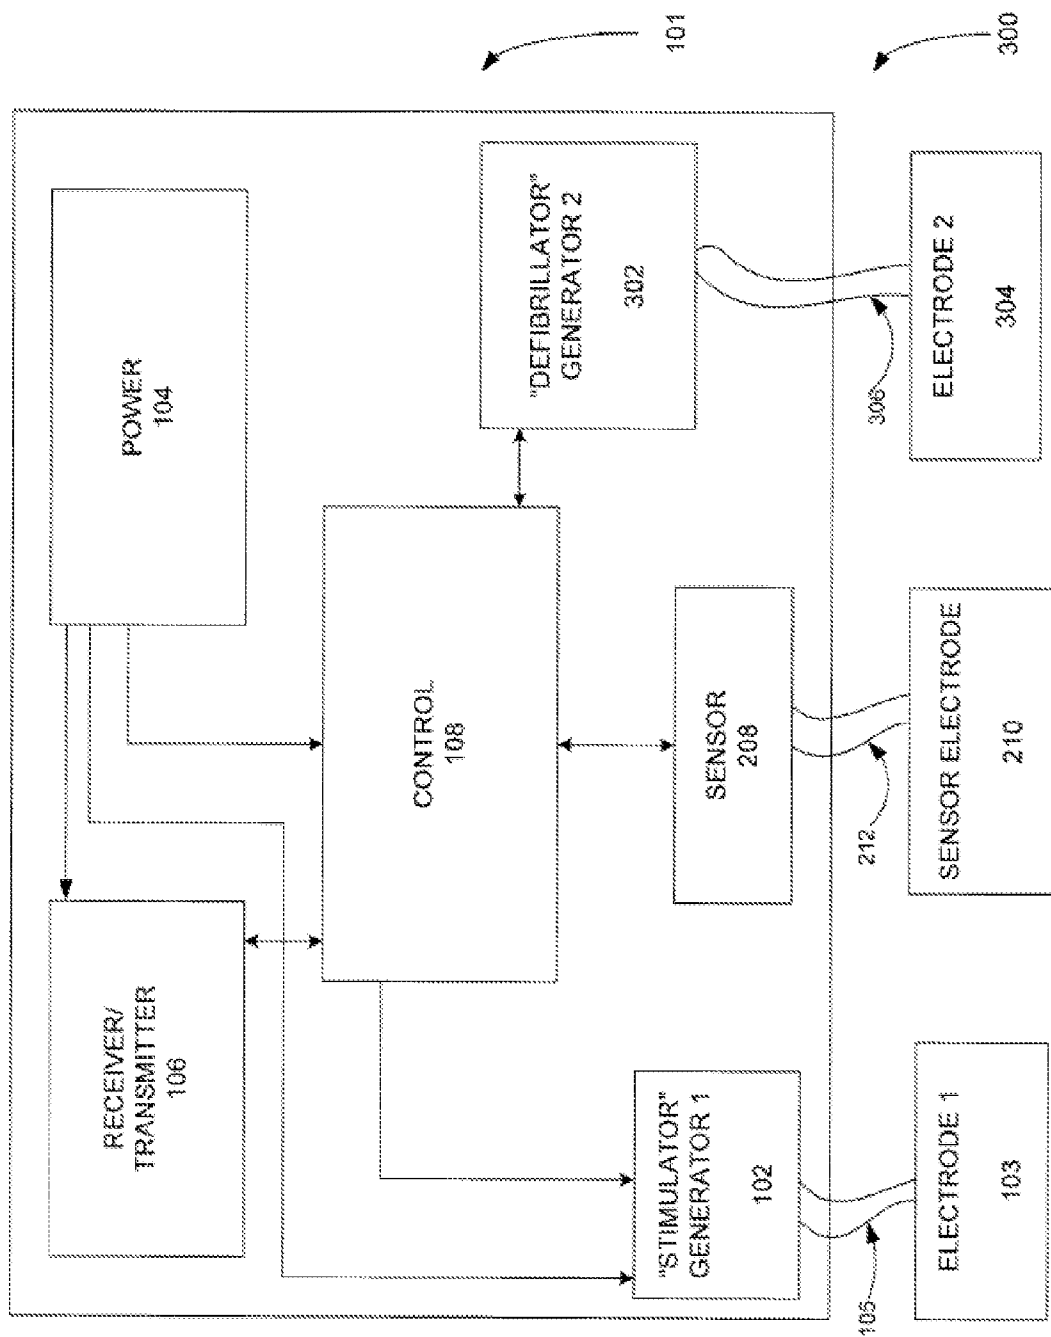 RECEIVER/
TRANSMITTER
106
POWER
104
CONTROL
108
"STIMULATOR"
GENERATOR 1
102
SENSOR
208
"DEFIBRILLATOR"
GENERATOR 2
302
101
105
212
306
300
ELECTRODE 1
103
SENSOR ELECTRODE
210
ELECTRODE 2
304